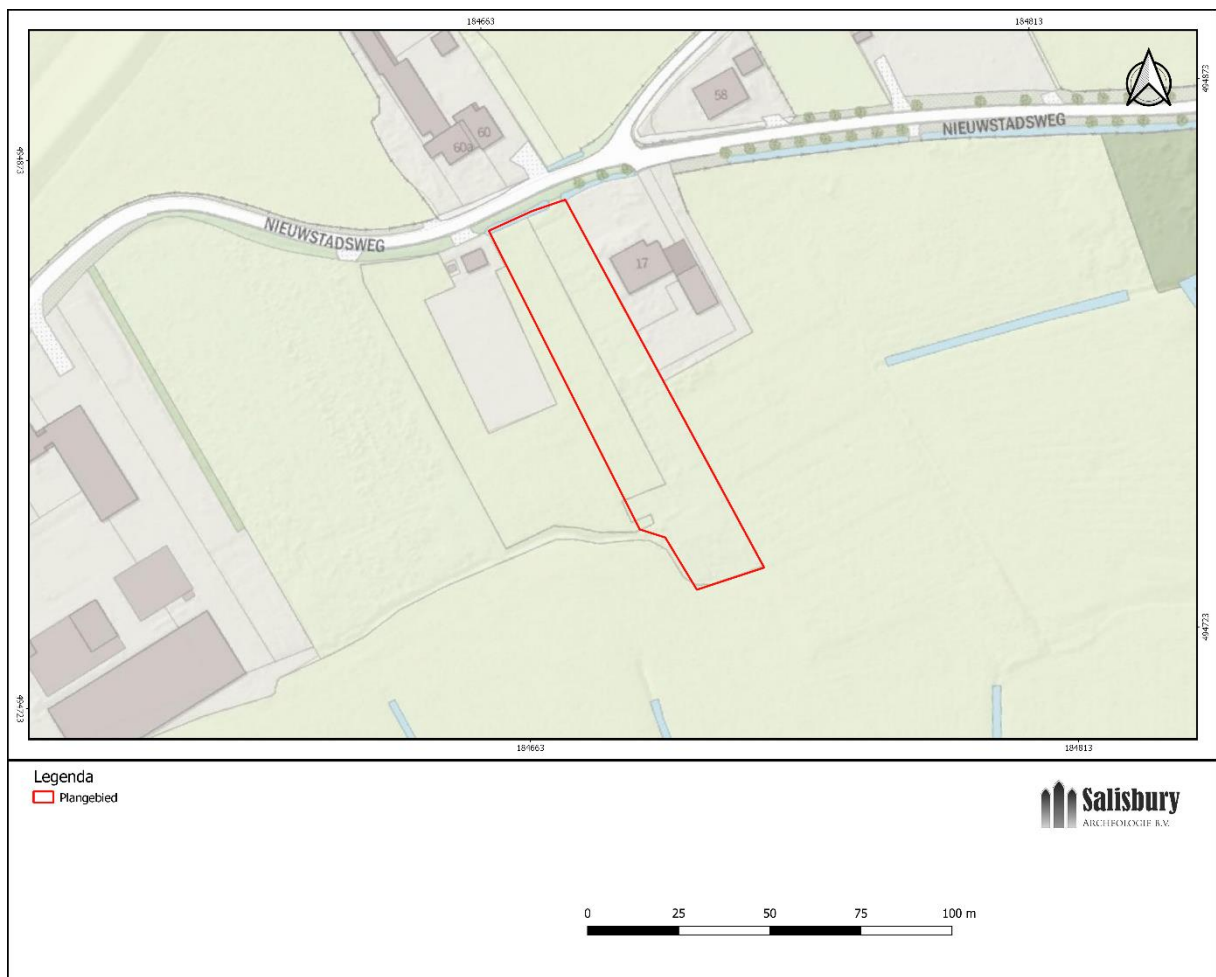 184663
184813
58
494873
NIEUWSTADSWEG
60
60a
494873
NIEUWSTADSWEG
17
494723
494723
184663
184813
Legenda
Plangebied
Salisbury
ARCHEOLOGIE B.V.
0 25 50 75 100 m